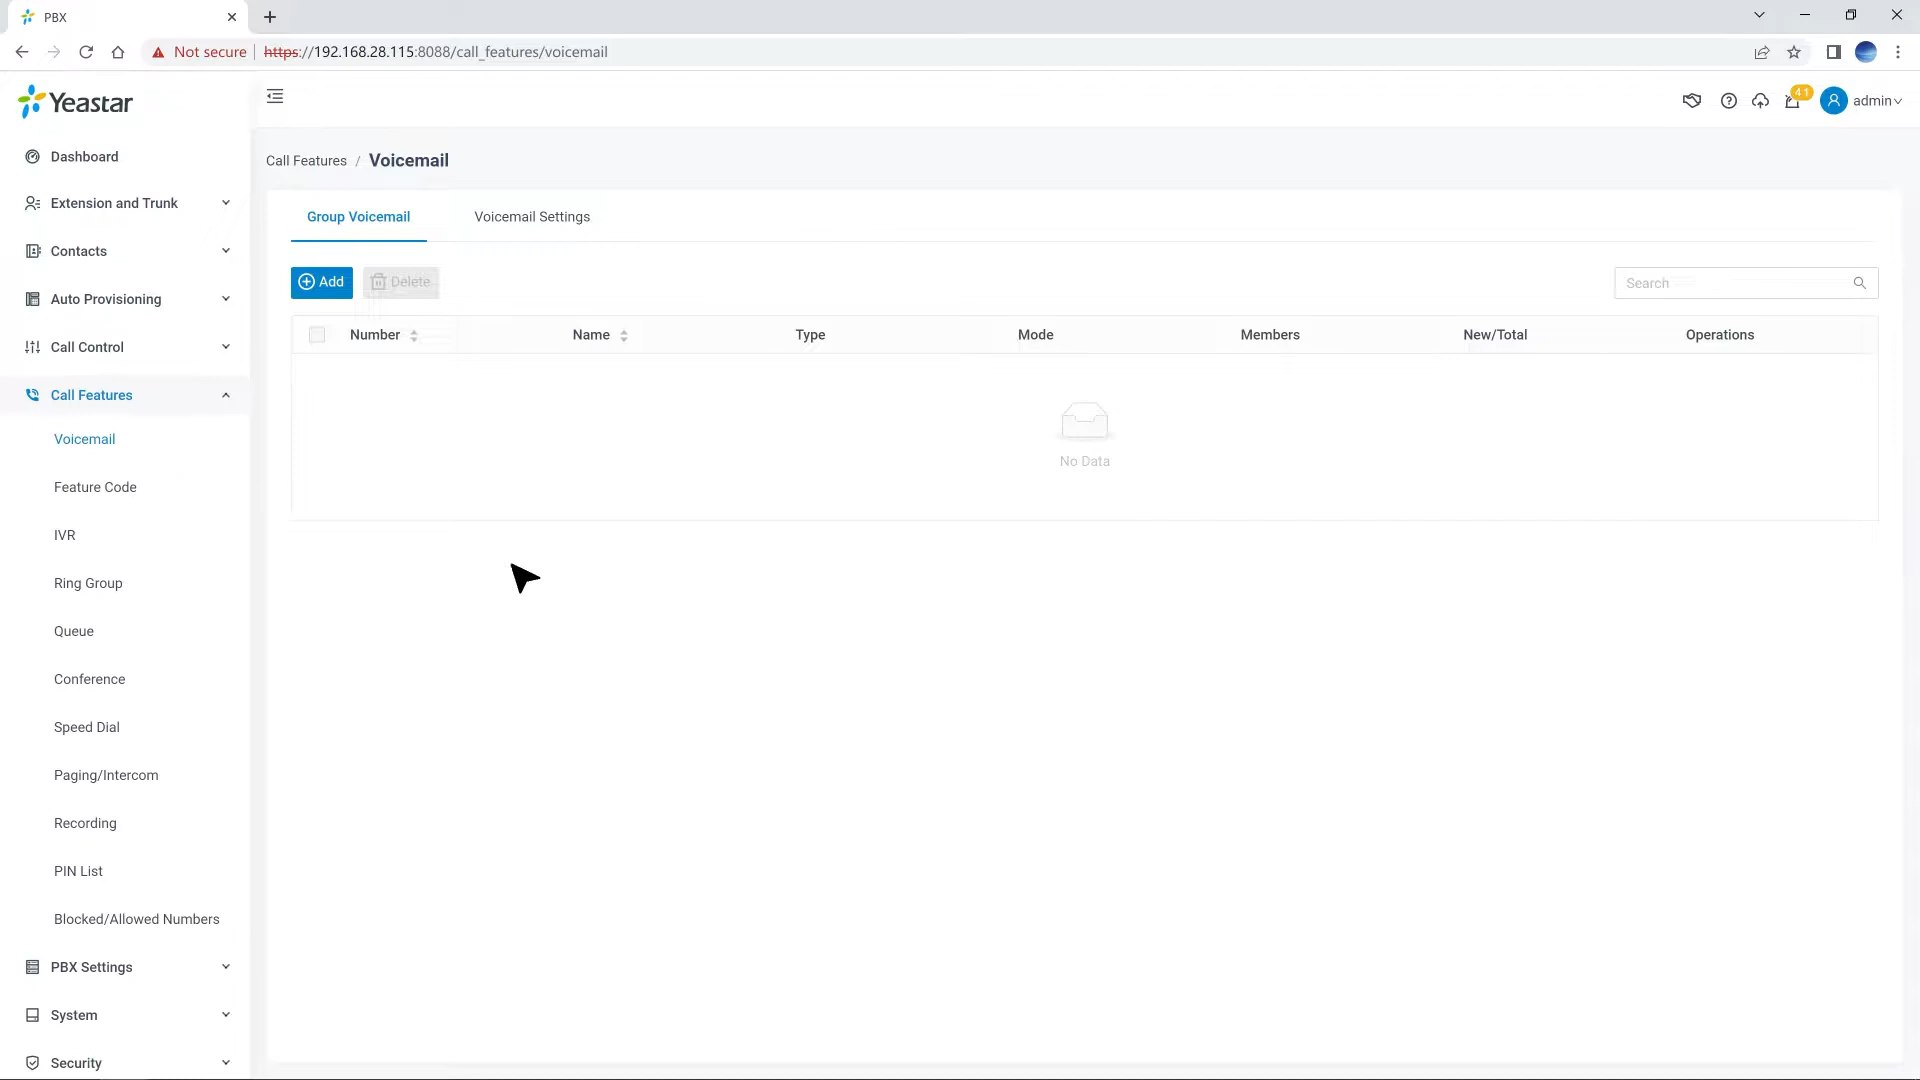 PBX
Not secure | https://192.168.28.115:8088/call_features/voicemail
Yeastar
41
admin
Dashboard
Extension and Trunk
Contacts
Auto Provisioning
Call Control
Call Features
Voicemail
Feature Code
IVR
Ring Group
Queue
Conference
Speed Dial
Paging/Intercom
Recording
PIN List
Blocked/Allowed Numbers
PBX Settings
System
Security
Call Features / Voicemail
Group Voicemail Voicemail Settings
Add Delete Search
Number Name Type Mode Members New/Total Operations
No Data